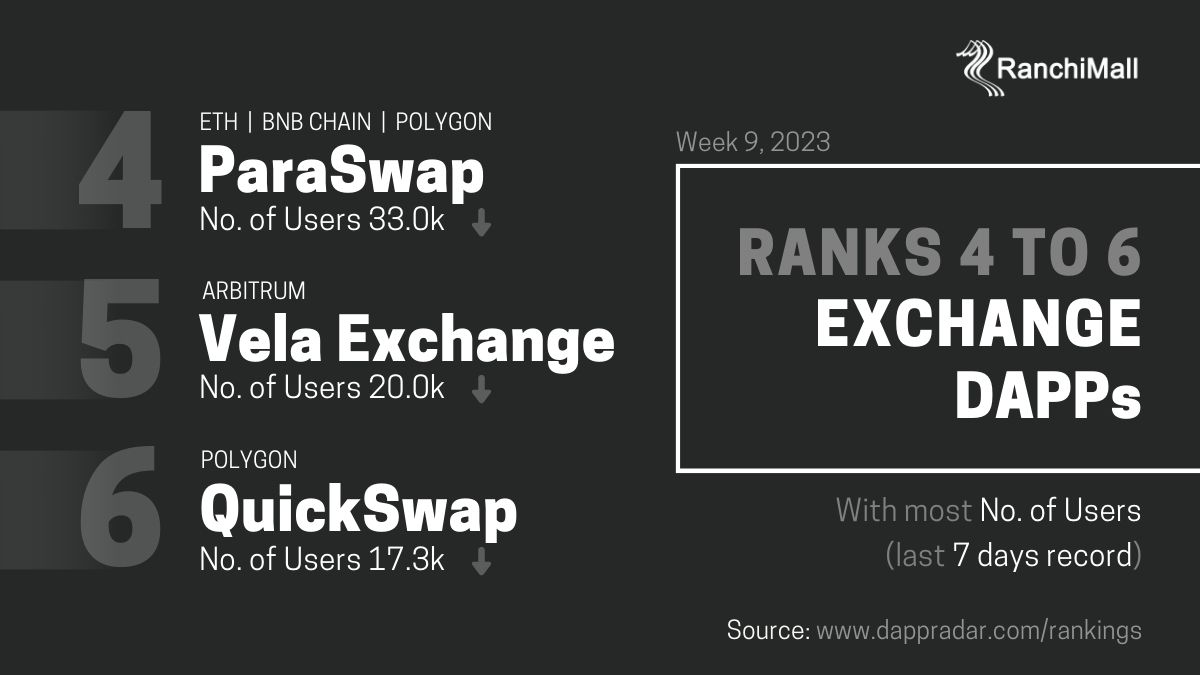 RanchiMall
4
ETH | BNB CHAIN | POLYGON
ParaSwap
No. of Users 33.0k
5
ARBITRUM
Vela Exchange
No. of Users 20.0k
6
POLYGON
QuickSwap
No. of Users 17.3k
Week 9, 2023
RANKS 4 TO 6
EXCHANGE
DAPPs
With most No. of Users
(last 7 days record)
Source: www.dappradar.com/rankings